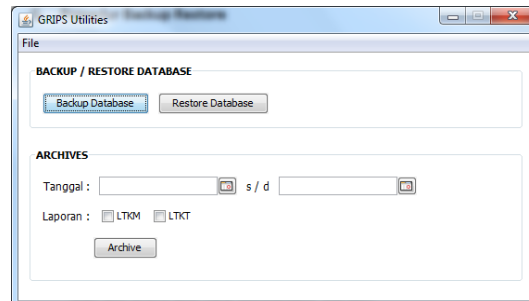 GRIPS Utilities
File
BACKUP / RESTORE DATABASE
Backup Database Restore Database
ARCHIVES
Tanggal : s / d
Laporan : LTKM LTKT
Archive